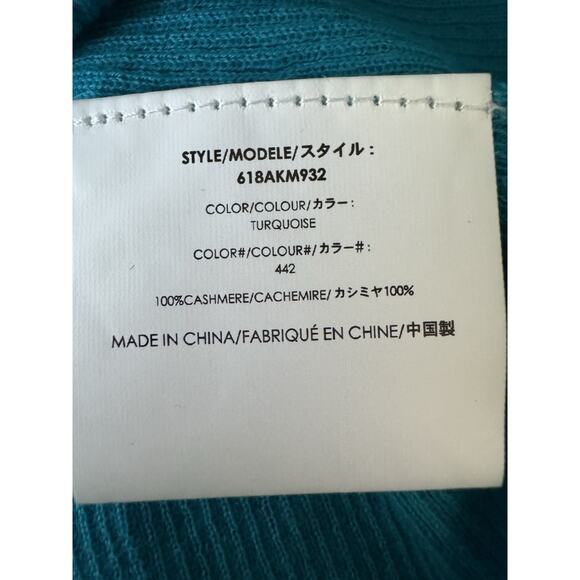 STYLE/MODELE/スタイル：
618AKM932
COLOR/COLOUR/カラー：
TURQUOISE
COLOR#/COLOUR#/カラー#：
442
100%CASHMERE/CACHEMIRE/カシミヤ100%
MADE IN CHINA/FABRIQUÉ EN CHINE/中国製